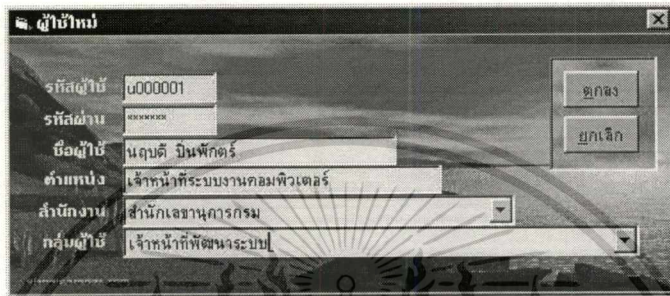 ผู้ใช้ใหม่
รหัสผู้ใช้ u000001
ตกลง
รหัสผ่าน *******
ยกเลิก
ชื่อผู้ใช้ นฤบดี ปิ่นพักตร์
ตำแหน่ง เจ้าหน้าที่ระบบงานคอมพิวเตอร์
สำนักงาน สำนักเลขานุการกรม
กลุ่มผู้ใช้ เจ้าหน้าที่พัฒนาระบบ